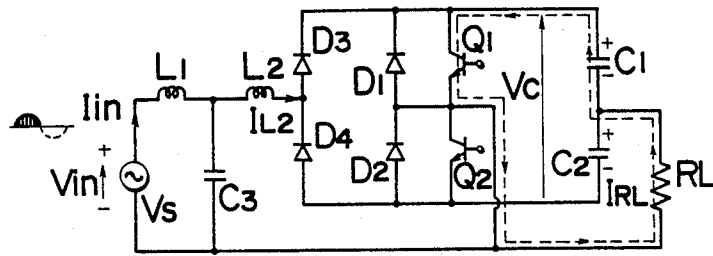 L1
L2
D3
D1
Q1
Vc
+
C1
-
Iin
IL2
D4
D2
Q2
+
C2
-
IRL
RL
+
Vin
-
Vs
C3